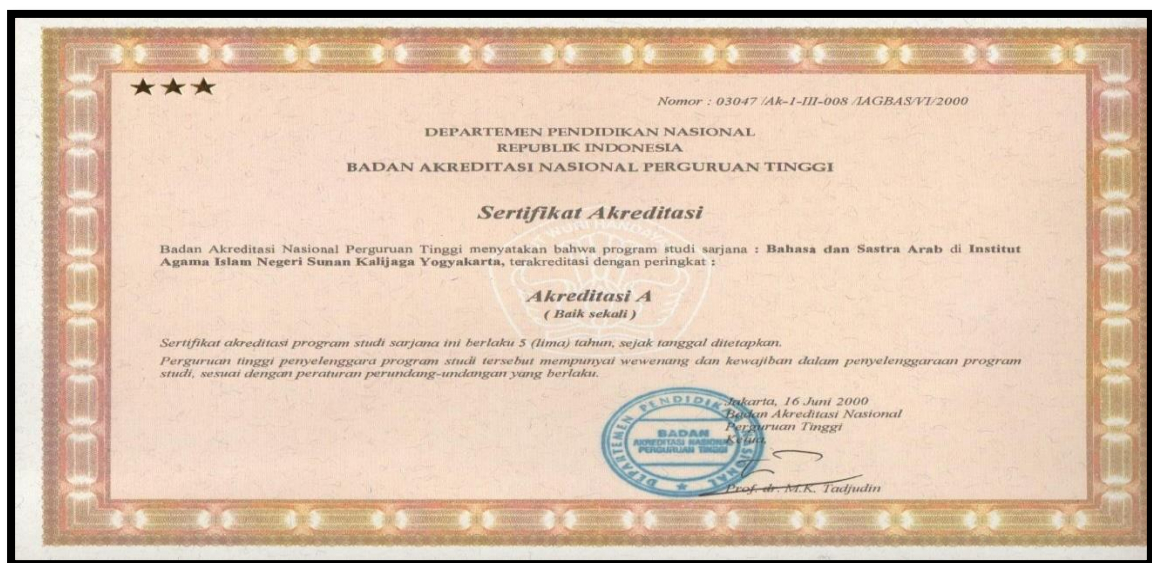 ★★★
Nomor : 03047 /Ak-1-III-008 /IAGBAS/VI/2000
DEPARTEMEN PENDIDIKAN NASIONAL
REPUBLIK INDONESIA
BADAN AKREDITASI NASIONAL PERGURUAN TINGGI
Sertifikat Akreditasi
Badan Akreditasi Nasional Perguruan Tinggi menyatakan bahwa program studi sarjana : Bahasa dan Sastra Arab di Institut
Agama Islam Negeri Sunan Kalijaga Yogyakarta, terakreditasi dengan peringkat :
Akreditasi A
( Baik sekali )
Sertifikat akreditasi program studi sarjana ini berlaku 5 (lima) tahun, sejak tanggal ditetapkan.
Perguruan tinggi penyelenggara program studi tersebut mempunyai wewenang dan kewajiban dalam penyelenggaraan program
studi, sesuai dengan peraturan perundang-undangan yang berlaku.
Jakarta, 16 Juni 2000
Badan Akreditasi Nasional
Perguruan Tinggi
Ketua,
DEPARTEMEN PENDIDIKAN NASIONAL
BADAN
AKREDITASI NASIONAL
PERGURUAN TINGGI
Prof. dr. M.K. Tadjudin